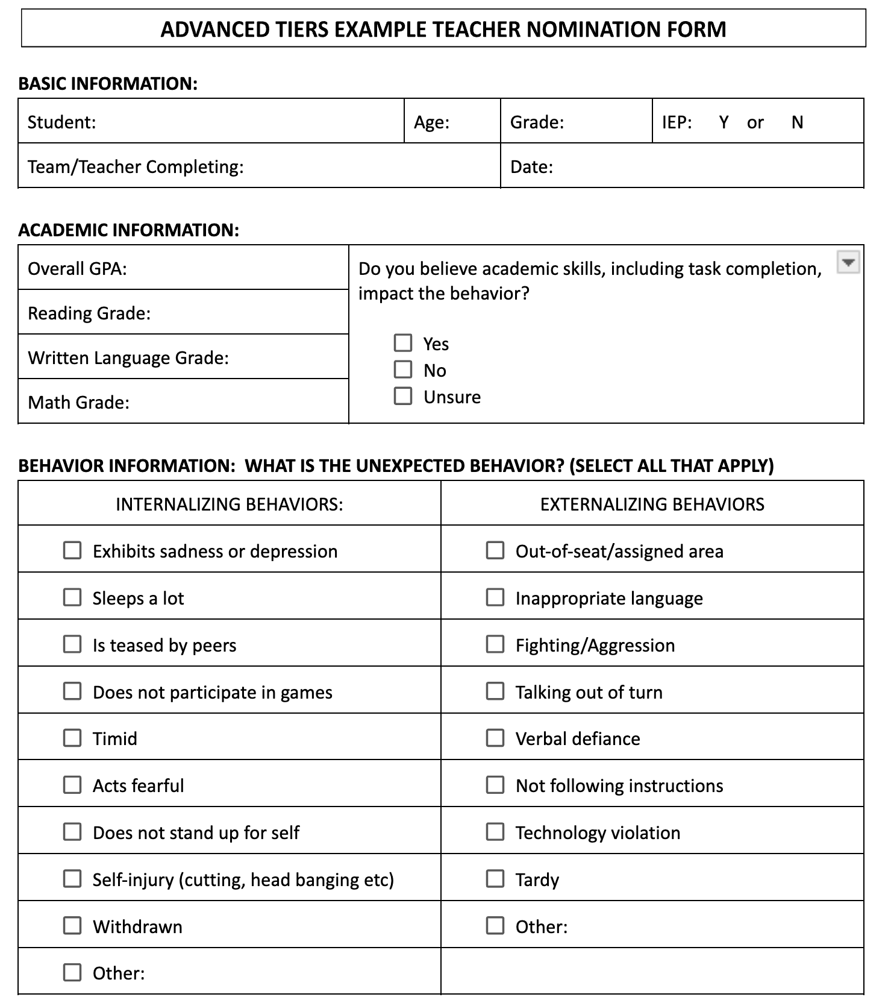 ADVANCED TIERS EXAMPLE TEACHER NOMINATION FORM
BASIC INFORMATION:
Student:
Age:
Grade:
IEP: Y or N
Team/Teacher Completing:
Date:
ACADEMIC INFORMATION:
Overall GPA:
Reading Grade:
Written Language Grade:
Math Grade:
Do you believe academic skills, including task completion,
impact the behavior?
Yes
No
Unsure
BEHAVIOR INFORMATION: WHAT IS THE UNEXPECTED BEHAVIOR? (SELECT ALL THAT APPLY)
INTERNALIZING BEHAVIORS:
EXTERNALIZING BEHAVIORS
Exhibits sadness or depression
Out-of-seat/assigned area
Sleeps a lot
Inappropriate language
Is teased by peers
Fighting/Aggression
Does not participate in games
Talking out of turn
Timid
Verbal defiance
Acts fearful
Not following instructions
Does not stand up for self
Technology violation
Self-injury (cutting, head banging etc)
Tardy
Withdrawn
Other:
Other: